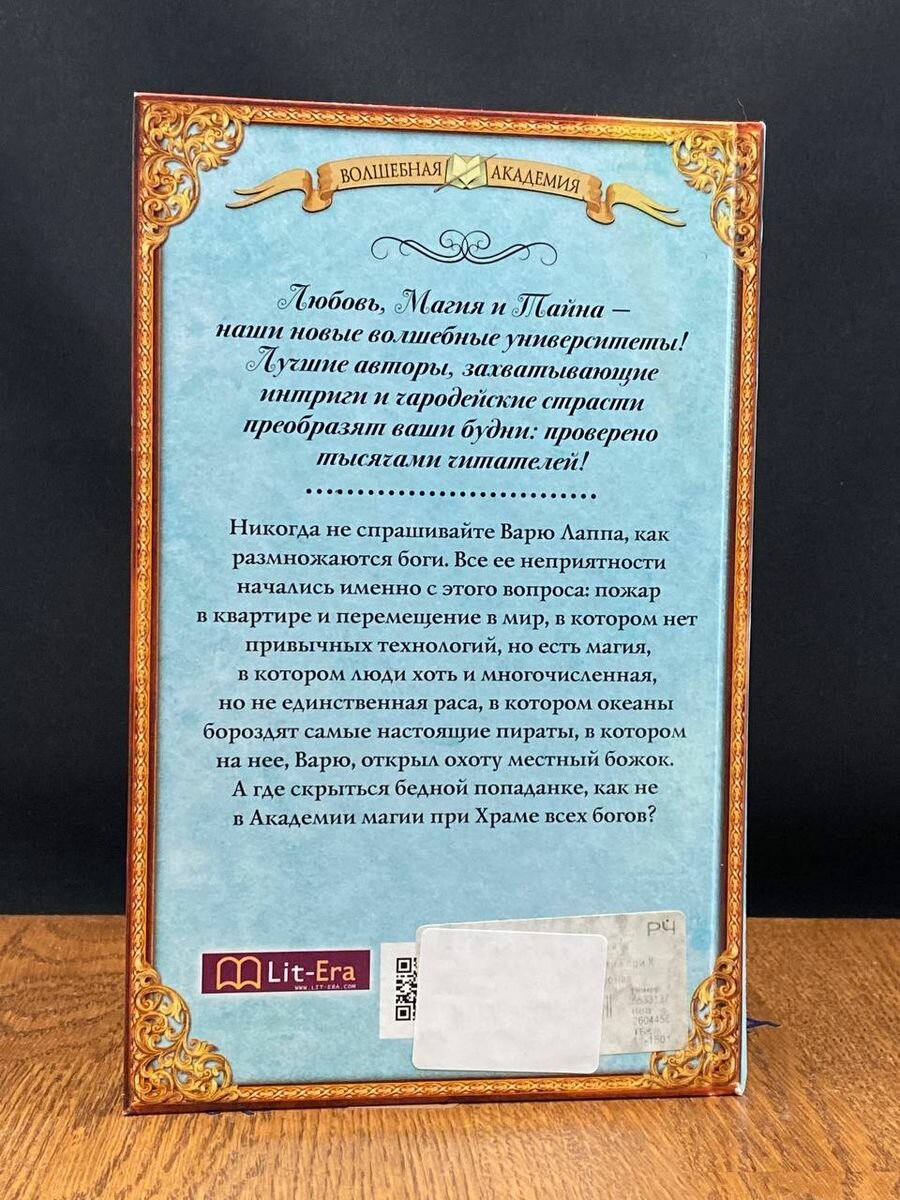 ВОЛШЕБНАЯ АКАДЕМИЯ
Любовь, Магия и Тайна —
наши новые волшебные университеты!
Лучшие авторы, захватывающие
интриги и чародейские страсти
преобразят ваши будни: проверено
тысячами читателей!
Никогда не спрашивайте Варю Лаппа, как
размножаются боги. Все ее неприятности
начались именно с этого вопроса: пожар
в квартире и перемещение в мир, в котором нет
привычных технологий, но есть магия,
в котором люди хоть и многочисленная,
но не единственная раса, в котором океаны
бороздят самые настоящие пираты, в котором
на нее, Варю, открыл охоту местный божок.
А где скрыться бедной попаданке, как не
в Академии магии при Храме всех богов?
Lit-Era
WWW.LIT-ERA.COM
РЧ
2604456